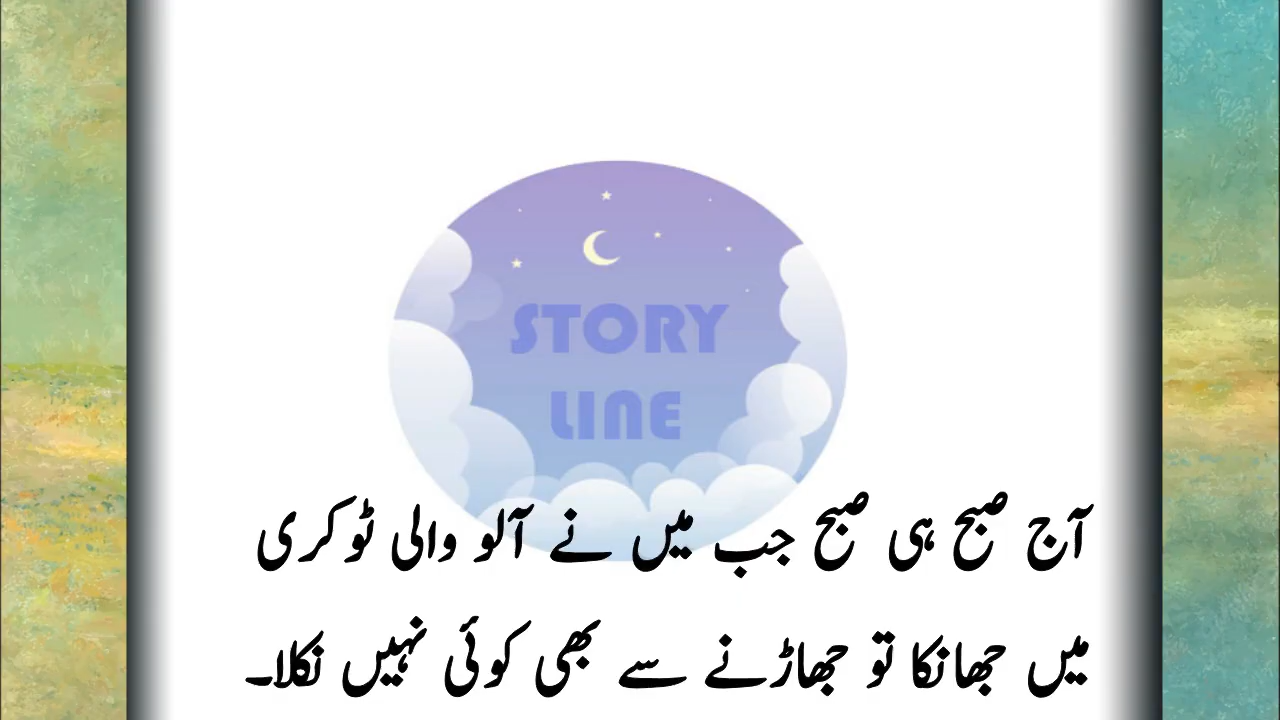 STORY
LINE
آج صبح ہی صبح جب میں نے آلو والی ٹوکری
میں جھانکا تو جھاڑنے سے بھی کوئی نہیں نکلا۔